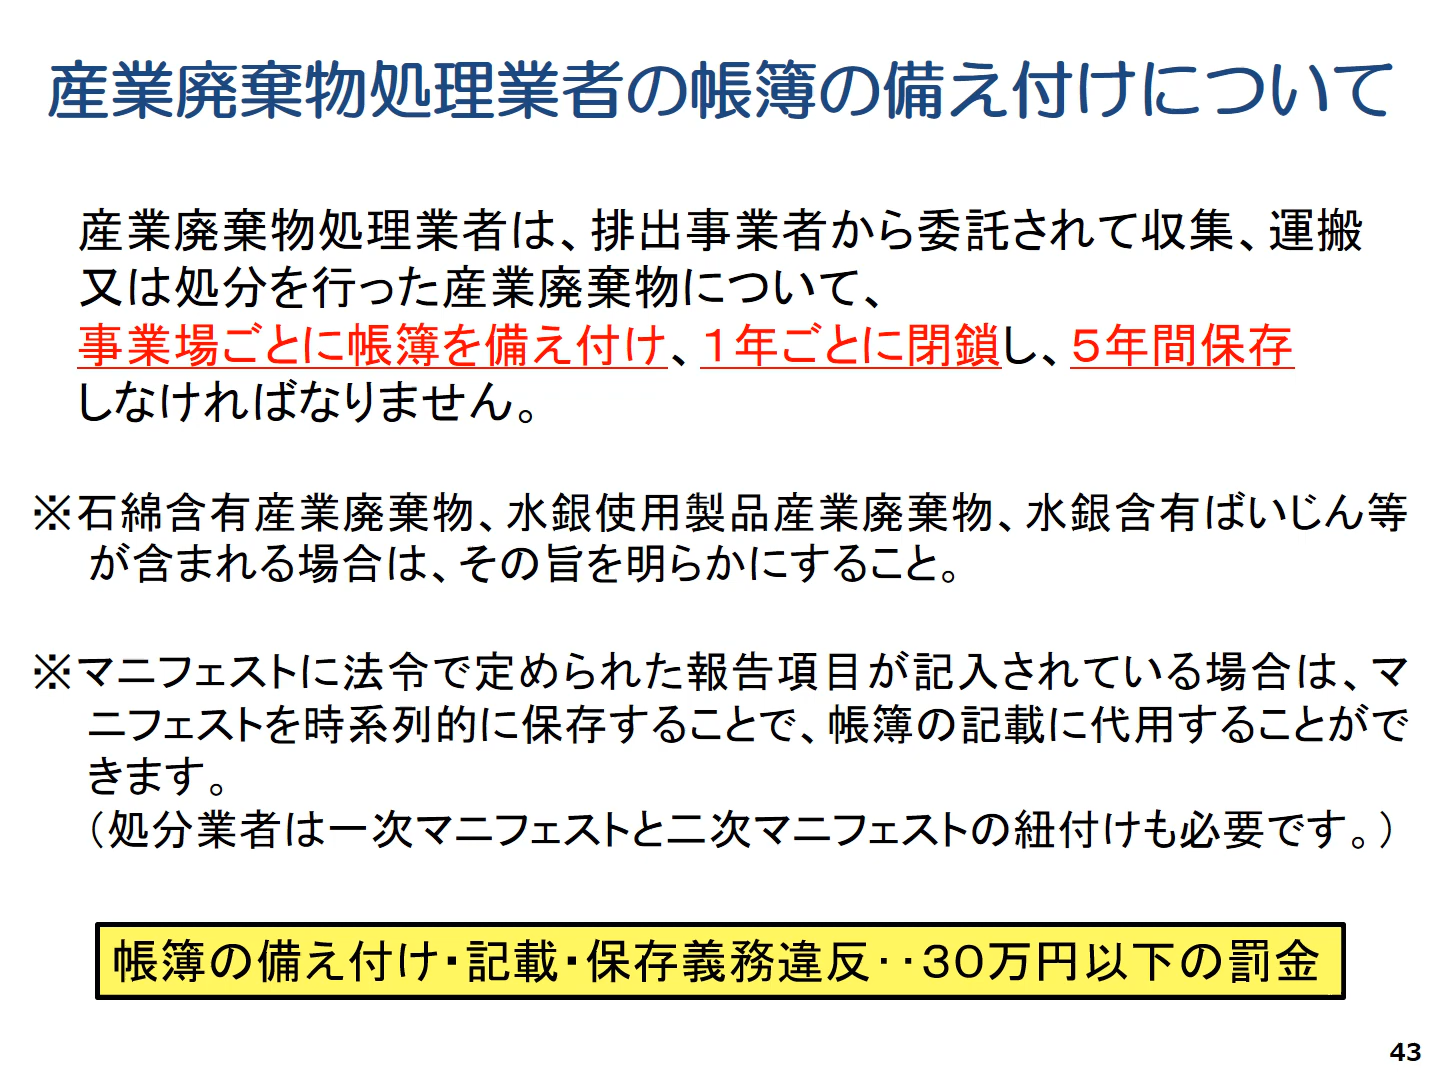 産業廃棄物処理業者の帳簿の備え付けについて
産業廃棄物処理業者は、排出事業者から委託されて収集、運搬
又は処分を行った産業廃棄物について、
事業場ごとに帳簿を備え付け、１年ごとに閉鎖し、５年間保存
しなければなりません。
※石綿含有産業廃棄物、水銀使用製品産業廃棄物、水銀含有ばいじん等
が含まれる場合は、その旨を明らかにすること。
※マニフェストに法令で定められた報告項目が記入されている場合は、マ
ニフェストを時系列的に保存することで、帳簿の記載に代用することがで
きます。
（処分業者は一次マニフェストと二次マニフェストの紐付けも必要です。）
帳簿の備え付け・記載・保存義務違反‥３０万円以下の罰金
43